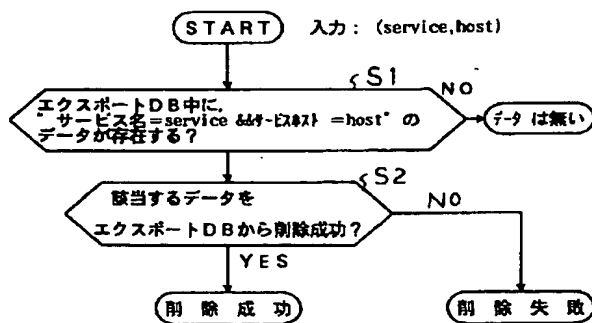 START 入力： (service,host)
S1
NO
エクスポートDB中に、
"サービス名=service &&サービスホスト =host" の
データが存在する？
データ は無い
S2
該当するデータを
エクスポートDBから削除成功？
NO
YES
削除成功
削除失敗